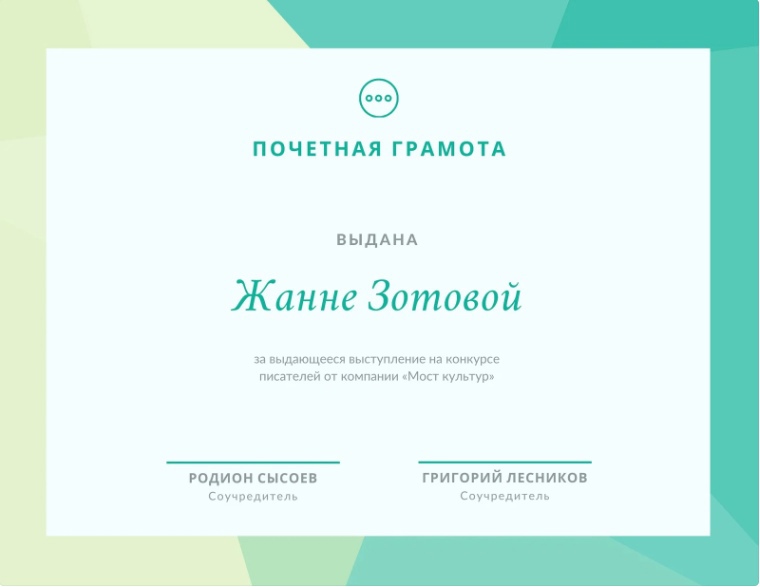 ПОЧЕТНАЯ ГРАМОТА
ВЫДАНА
Жанне Зотовой
за выдающееся выступление на конкурсе
писателей от компании «Мост культур»
РОДИОН СЫСОЕВ
Соучредитель
ГРИГОРИЙ ЛЕСНИКОВ
Соучредитель